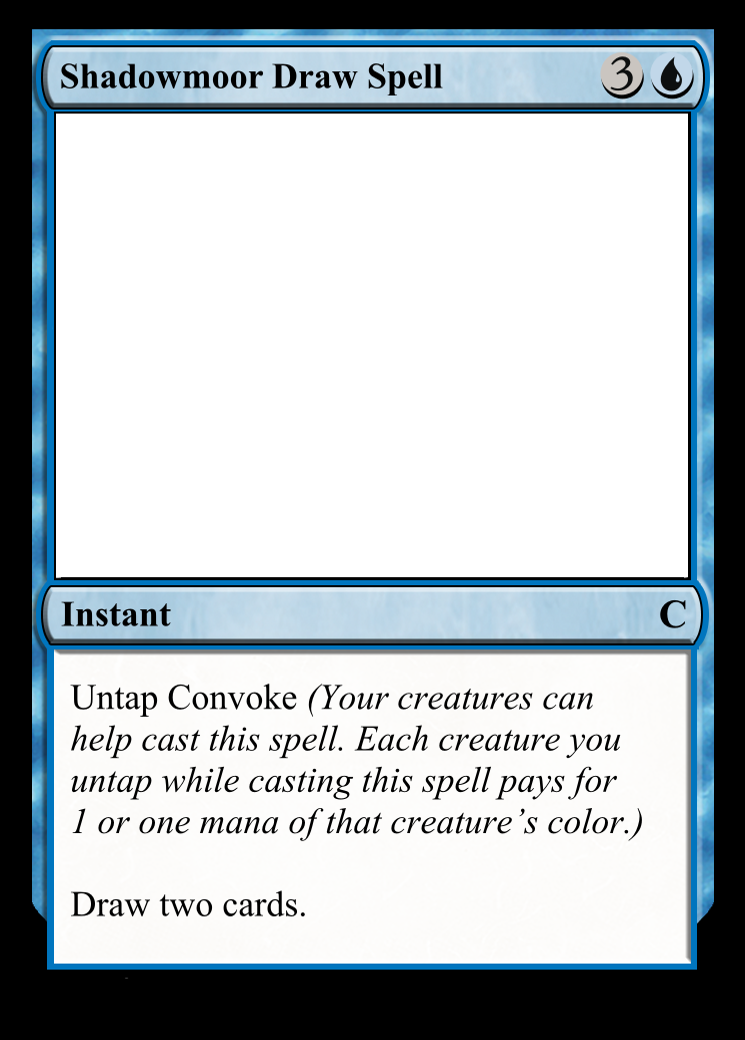 Shadowmoor Draw Spell 3
Instant C
Untap Convoke (Your creatures can
help cast this spell. Each creature you
untap while casting this spell pays for
1 or one mana of that creature’s color.)
Draw two cards.